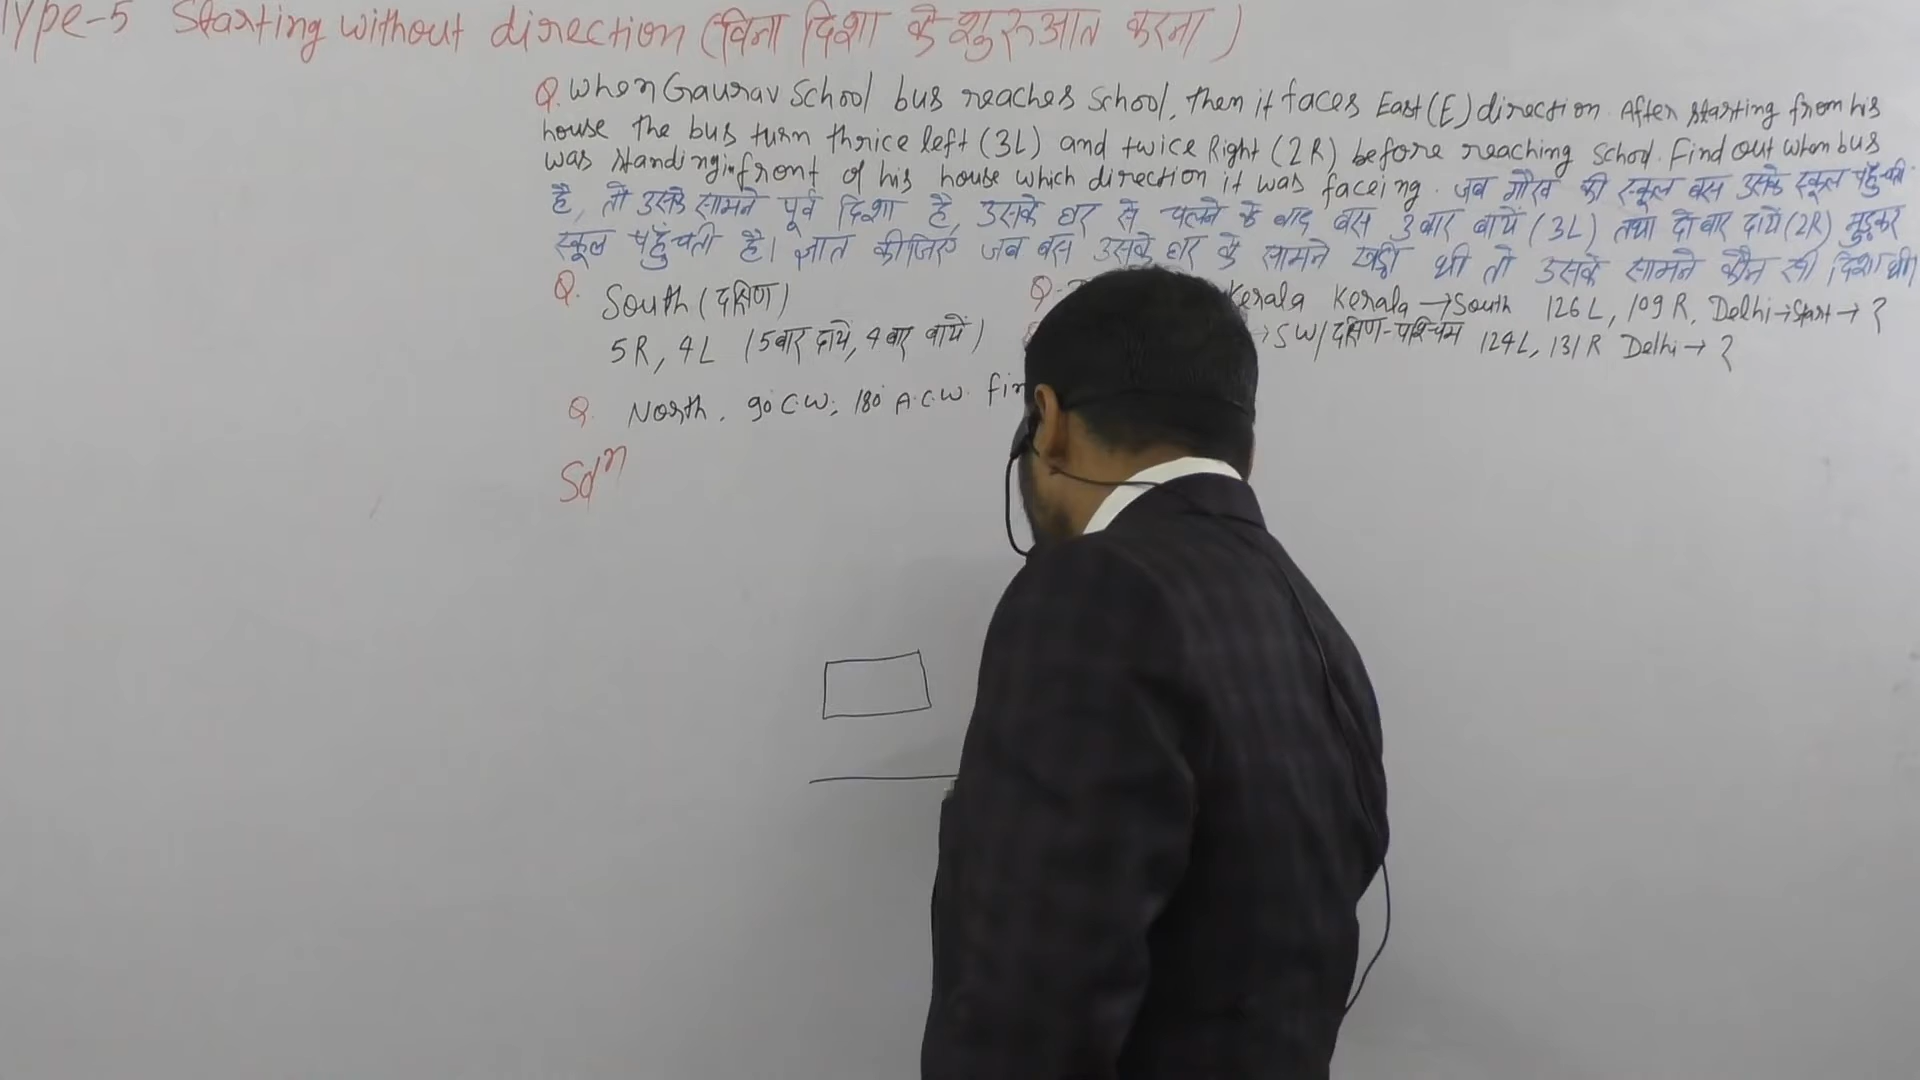 Type-5 Starting without direction (बिना दिशा के शुरुआत करना)
Q. When Gaurav School bus reaches School, then it faces East(E) direction. After starting from his
house the bus turn thrice left (3L) and twice Right (2R) before reaching School. Find out when bus
was standing in front of his house which direction it was faceing. जब गौरव की स्कूल बस उसके स्कूल पहुँचती
है, तो उसके सामने पूर्व दिशा है, उसके घर से चलने के बाद बस 3 बार बायें (3L) तथा दो बार दायें (2R) मुड़कर
स्कूल पहुंचती है। ज्ञात कीजिए जब बस उसके घर के सामने खड़ी थी तो उसके सामने कौन सी दिशा थी।
Q. South (दक्षिण)
5R, 4L (5 बार दायें, 4 बार बायें)
Q. North. 90° C.W; 180° A.C.W.
Q. Kerala Kerala → South 126L, 109R. Delhi → Start → ?
→ SW/दक्षिण-पश्चिम 124L, 131R Delhi → ?
Solⁿ